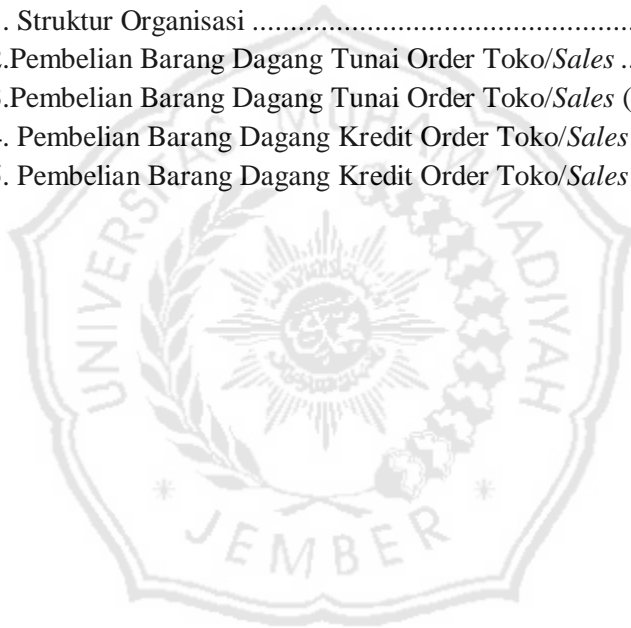 . Struktur Organisasi ...............................................
.Pembelian Barang Dagang Tunai Order Toko/Sales ..
.Pembelian Barang Dagang Tunai Order Toko/Sales (
. Pembelian Barang Dagang Kredit Order Toko/Sales
. Pembelian Barang Dagang Kredit Order Toko/Sales
UNIVERSITAS MUHAMMADIYAH
JEMBER